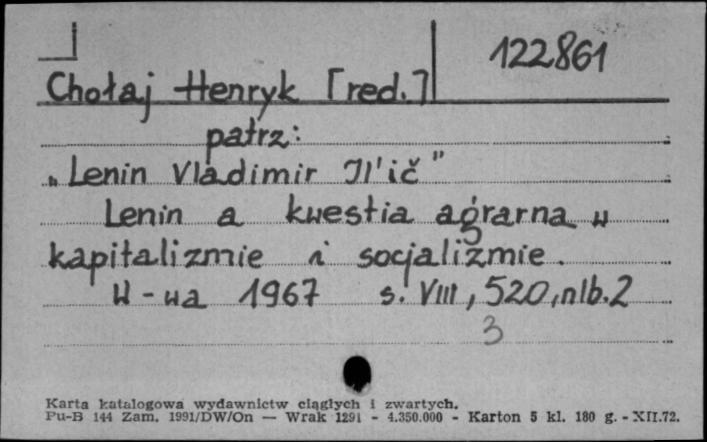 122861
Chołaj Henryk [red.]
patrz:
„Lenin Vladimir Il'ič"
Lenin a kwestia agrarna w
kapitalizmie i socjalizmie.
W-wa 1967 s. VIII, 520, nlb. 2
3
Karta katalogowa wydawnictw ciągłych i zwartych.
Pu-B 144 Zam. 1991/DW/On — Wrak 1291 - 4.350.000 - Karton 5 kl. 180 g. - XII.72.